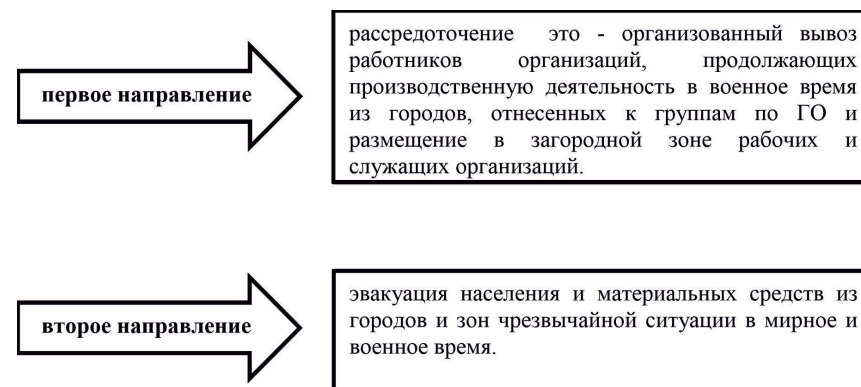 первое направление
рассредоточение это - организованный вывоз
работников организаций, продолжающих
производственную деятельность в военное время
из городов, отнесенных к группам по ГО и
размещение в загородной зоне рабочих и
служащих организаций.
второе направление
эвакуация населения и материальных средств из
городов и зон чрезвычайной ситуации в мирное и
военное время.